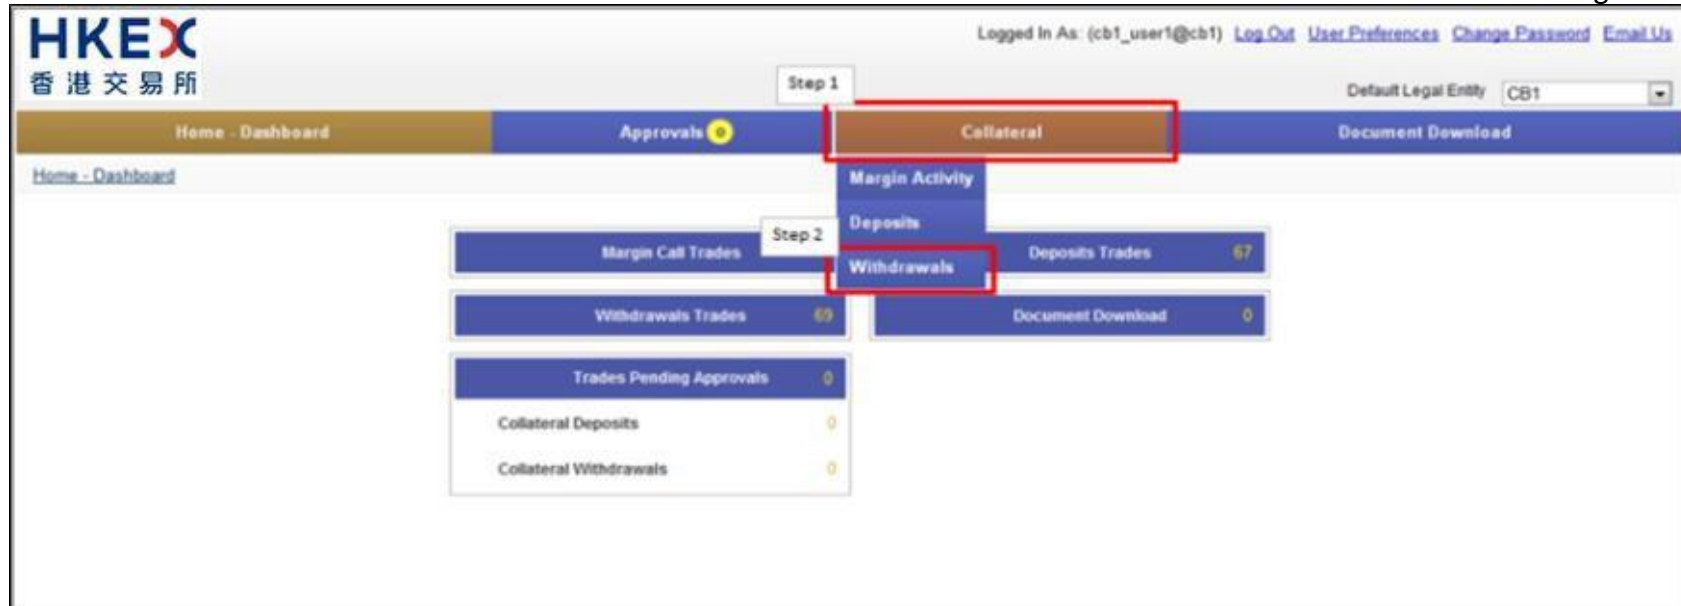 HKEX
香港交易所
Logged In As: (cb1_user1@cb1) Log Out User Preferences Change Password Email Us
Step 1
Default Legal Entity CB1
Home - Dashboard Approvals 0 Collateral Document Download
Home - Dashboard
Margin Activity
Deposits
Step 2
Withdrawals
Margin Call Trades
Deposits Trades 67
Withdrawals Trades 69
Document Download 0
Trades Pending Approvals 0
Collateral Deposits 0
Collateral Withdrawals 0